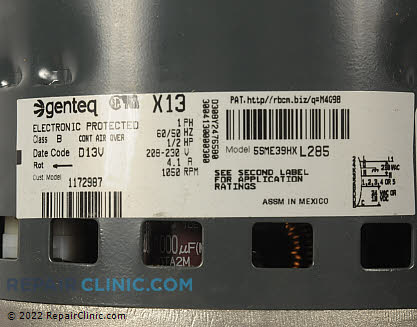 genteq
X13
ELECTRONIC PROTECTED
Class B CONT AIR OVER
Date Code D13V
Rot
Cust. Model 1172987
1 PH
60/50 HZ
1/2 HP
208-230 V
4.1 A
1050 RPM
PAT.http//rbcm.biz/q=M4G98
Model 5SME39HX L285
SEE SECOND LABEL
FOR APPLICATION
RATINGS
ASSM IN MEXICO
REPAIRCLINIC.COM
© 2022 RepairClinic.com